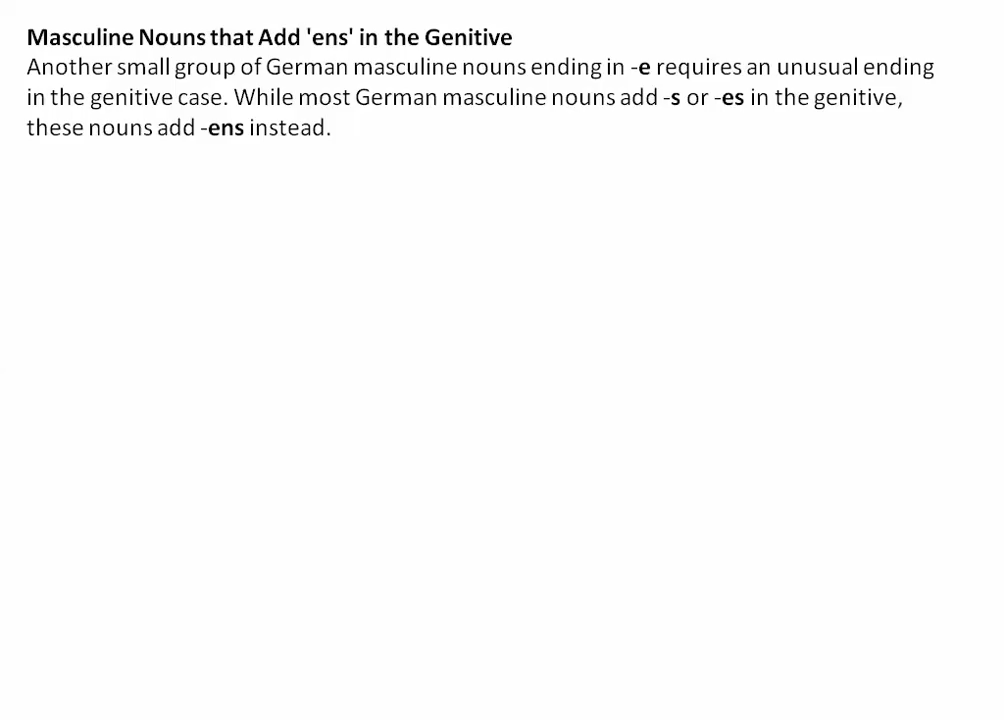 Masculine Nouns that Add 'ens' in the Genitive
Another small group of German masculine nouns ending in -e requires an unusual ending
in the genitive case. While most German masculine nouns add -s or -es in the genitive,
these nouns add -ens instead.